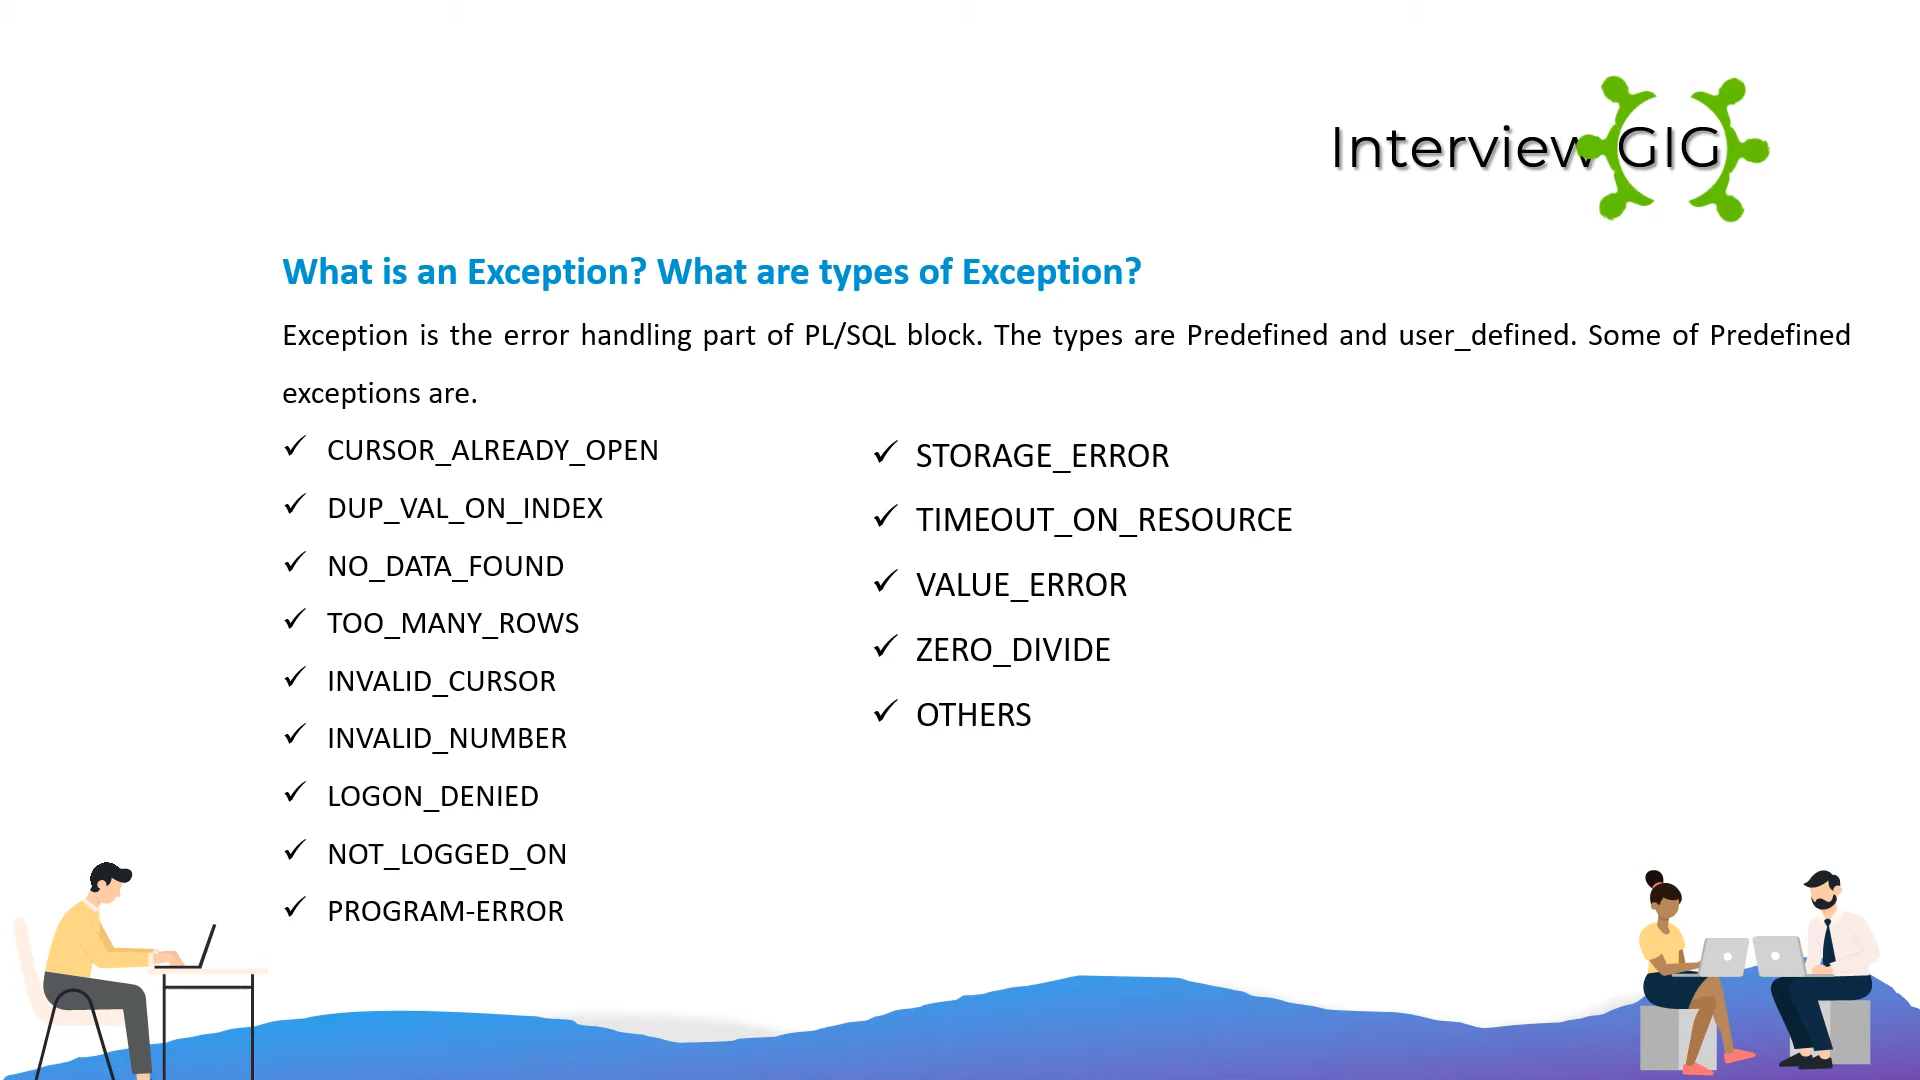 Interview GIG
What is an Exception? What are types of Exception?
Exception is the error handling part of PL/SQL block. The types are Predefined and user_defined. Some of Predefined
exceptions are.
✓ CURSOR_ALREADY_OPEN
✓ DUP_VAL_ON_INDEX
✓ NO_DATA_FOUND
✓ TOO_MANY_ROWS
✓ INVALID_CURSOR
✓ INVALID_NUMBER
✓ LOGON_DENIED
✓ NOT_LOGGED_ON
✓ PROGRAM-ERROR
✓ STORAGE_ERROR
✓ TIMEOUT_ON_RESOURCE
✓ VALUE_ERROR
✓ ZERO_DIVIDE
✓ OTHERS